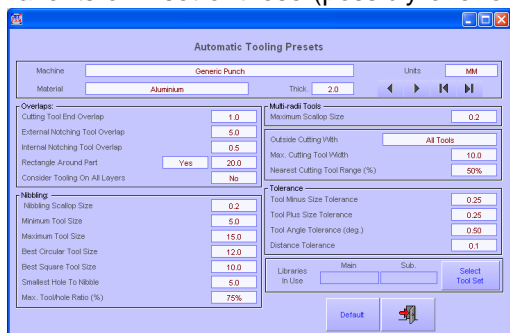 Automatic Tooling Presets
Machine Generic Punch Units MM
Material Aluminium Thick. 2.0
Overlaps:
Cutting Tool End Overlap 1.0
External Notching Tool Overlap 5.0
Internal Notching Tool Overlap 0.5
Rectangle Around Part Yes 20.0
Consider Tooling On All Layers No
Nibbling:
Nibbling Scallop Size 0.2
Minimum Tool Size 5.0
Maximum Tool Size 15.0
Best Circular Tool Size 12.0
Best Square Tool Size 10.0
Smallest Hole To Nibble 5.0
Max. Tool/hole Ratio (%) 75%
Multi-radii Tools
Maximum Scallop Size 0.2
Outside Cutting With All Tools
Max. Cutting Tool Width 10.0
Nearest Cutting Tool Range (%) 50%
Tolerance
Tool Minus Size Tolerance 0.25
Tool Plus Size Tolerance 0.25
Tool Angle Tolerance (deg.) 0.50
Distance Tolerance 0.1
Main Sub.
Libraries In Use
Select Tool Set
Default